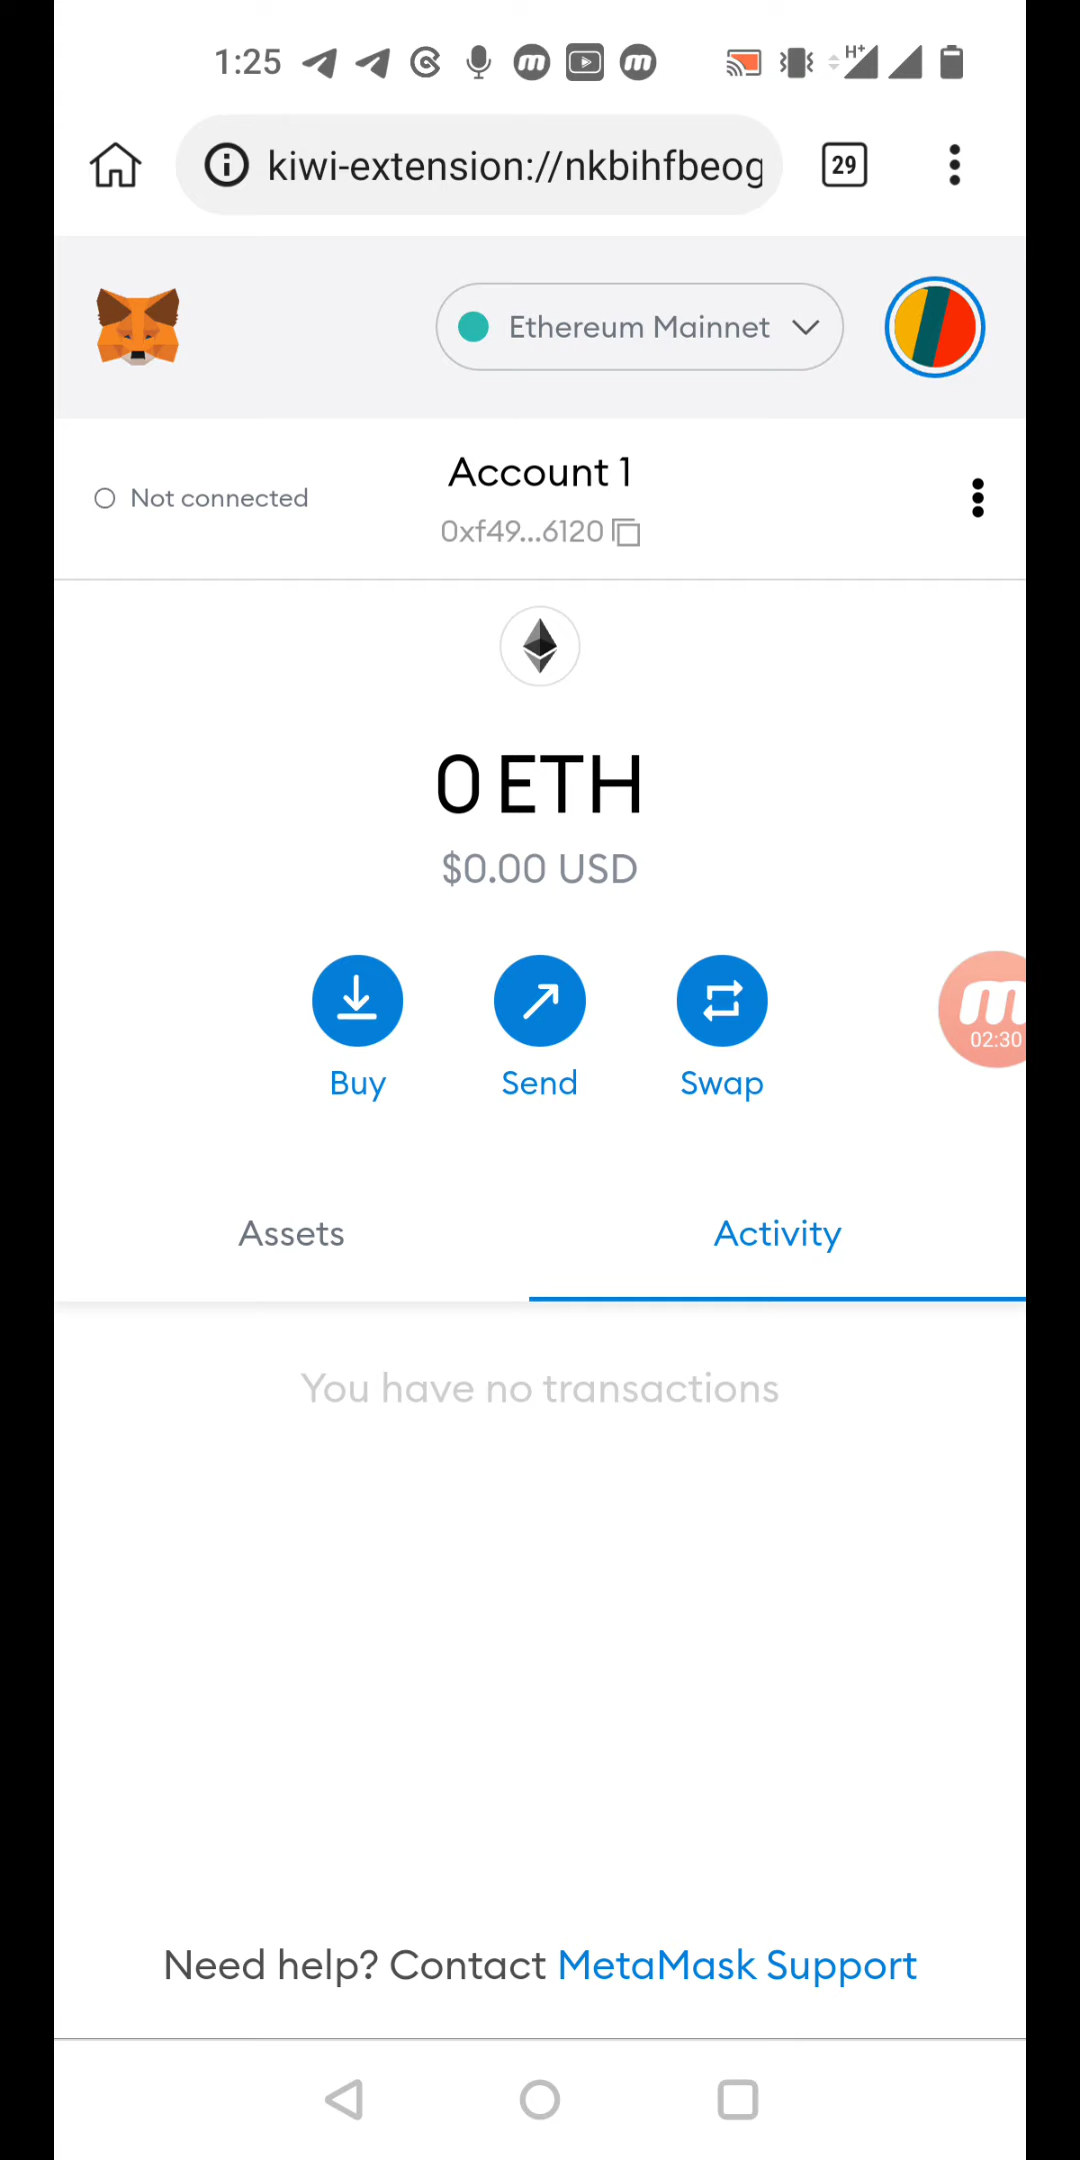 1:25
H+
kiwi-extension://nkbihfbeog
29
Ethereum Mainnet
Not connected
Account 1
0xf49...6120
0 ETH
$0.00 USD
Buy
Send
Swap
m
02:30
Assets
Activity
You have no transactions
Need help? Contact MetaMask Support